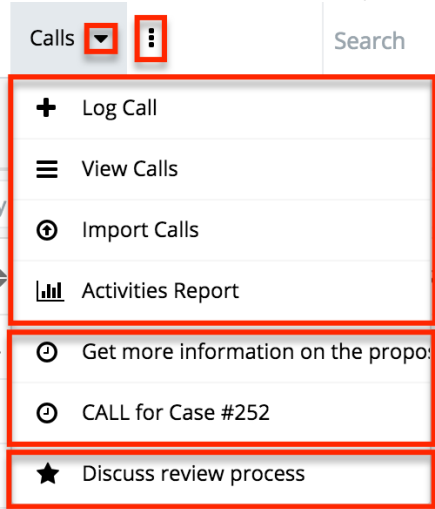 Calls
Search
Log Call
View Calls
Import Calls
Activities Report
Get more information on the propo
CALL for Case #252
Discuss review process